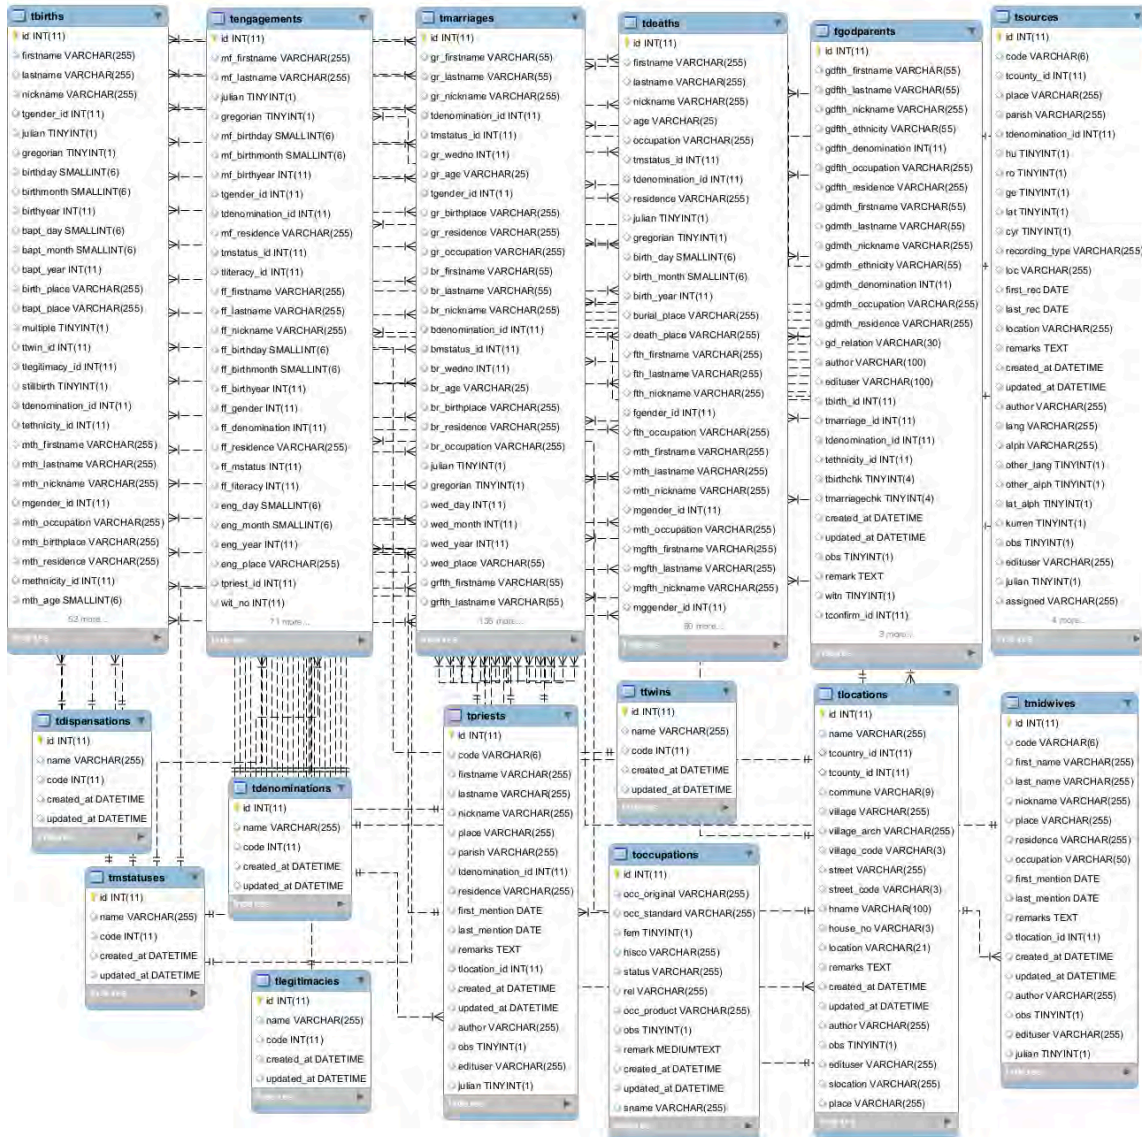 tbirths
id INT(11)
firstname VARCHAR(255)
lastname VARCHAR(255)
nickname VARCHAR(255)
tgender_id INT(11)
julian TINYINT(1)
gregorian TINYINT(1)
birthday SMALLINT(6)
birthmonth SMALLINT(6)
birthyear INT(11)
bapt_day SMALLINT(6)
bapt_month SMALLINT(6)
bapt_year INT(11)
birth_place VARCHAR(255)
bapt_place VARCHAR(255)
multiple TINYINT(1)
ttwin_id INT(11)
tlegilimacy_id INT(11)
stillbirth TINYINT(1)
tdenomination_id INT(11)
tethnicity_id INT(11)
mth_firstname VARCHAR(255)
mth_lastname VARCHAR(255)
mth_nickname VARCHAR(255)
mgender_id INT(11)
mth_occupation VARCHAR(255)
mth_birthplace VARCHAR(255)
mth_residence VARCHAR(255)
methnicity_id INT(11)
mth_age SMALLINT(6)
more...
tengagements
id INT(11)
mf_firstname VARCHAR(255)
mf_lastname VARCHAR(255)
julian TINYINT(1)
gregorian TINYINT(1)
mf_birthday SMALLINT(6)
mf_birthmonth SMALLINT(6)
mf_birthyear INT(11)
tgender_id INT(11)
tdenomination_id INT(11)
mf_residence VARCHAR(255)
tmstatus_id INT(11)
tliteracy_id INT(11)
ff_firstname VARCHAR(255)
ff_lastname VARCHAR(255)
ff_nickname VARCHAR(255)
ff_birthday SMALLINT(6)
ff_birthmonth SMALLINT(6)
ff_birthyear INT(11)
ff_gender INT(11)
ff_denomination INT(11)
ff_residence VARCHAR(255)
ff_mstatus INT(11)
ff_literacy INT(11)
eng_day SMALLINT(6)
eng_month SMALLINT(6)
eng_year INT(11)
eng_place VARCHAR(255)
tpriest_id INT(11)
wit_no INT(11)
more...
tmarriages
id INT(11)
gr_firstname VARCHAR(55)
gr_lastname VARCHAR(55)
gr_nickname VARCHAR(255)
tdenomination_id INT(11)
tmstatus_id INT(11)
gr_wedno INT(11)
gr_age VARCHAR(25)
tgender_id INT(11)
gr_birthplace VARCHAR(255)
gr_residence VARCHAR(255)
gr_occupation VARCHAR(255)
br_firstname VARCHAR(55)
br_lastname VARCHAR(55)
br_nickname VARCHAR(255)
bdenomination_id INT(11)
bmstatus_id INT(11)
br_wedno INT(11)
br_age VARCHAR(25)
br_birthplace VARCHAR(255)
br_residence VARCHAR(255)
br_occupation VARCHAR(255)
julian TINYINT(1)
gregorian TINYINT(1)
wed_day INT(11)
wed_month INT(11)
wed_year INT(11)
wed_place VARCHAR(55)
grfth_firstname VARCHAR(55)
grfth_lastname VARCHAR(55)
more...
tdeaths
id INT(11)
firstname VARCHAR(255)
lastname VARCHAR(255)
nickname VARCHAR(255)
age VARCHAR(25)
occupation VARCHAR(255)
tmstatus_id INT(11)
tdenomination_id INT(11)
residence VARCHAR(255)
julian TINYINT(1)
gregorian TINYINT(1)
birth_day SMALLINT(6)
birth_month SMALLINT(6)
birth_year INT(11)
burial_place VARCHAR(255)
death_place VARCHAR(255)
fth_firstname VARCHAR(255)
fth_lastname VARCHAR(255)
fth_nickname VARCHAR(255)
fgender_id INT(11)
fth_occupation VARCHAR(255)
mth_firstname VARCHAR(255)
mth_lastname VARCHAR(255)
mth_nickname VARCHAR(255)
mgender_id INT(11)
mth_occupation VARCHAR(255)
mgfth_firstname VARCHAR(255)
mgfth_lastname VARCHAR(255)
mgfth_nickname VARCHAR(255)
mggender_id INT(11)
more...
tgodparents
id INT(11)
gdfth_firstname VARCHAR(55)
gdfth_lastname VARCHAR(55)
gdfth_nickname VARCHAR(255)
gdfth_ethnicity VARCHAR(55)
gdfth_denomination INT(11)
gdfth_occupation VARCHAR(255)
gdfth_residence VARCHAR(255)
gdmth_firstname VARCHAR(55)
gdmth_lastname VARCHAR(55)
gdmth_nickname VARCHAR(255)
gdmth_ethnicity VARCHAR(55)
gdmth_denomination INT(11)
gdmth_occupation VARCHAR(255)
gdmth_residence VARCHAR(255)
gd_relation VARCHAR(30)
author VARCHAR(100)
edituser VARCHAR(100)
tbirth_id INT(11)
tmarriage_id INT(11)
tdenomination_id INT(11)
tethnicity_id INT(11)
tbirthchk TINYINT(4)
tmarriagechk TINYINT(4)
created_at DATETIME
updated_at DATETIME
obs TINYINT(1)
remark TEXT
witn TINYINT(1)
tconfirm_id INT(11)
3 more...
tsources
id INT(11)
code VARCHAR(6)
tcounty_id INT(11)
place VARCHAR(255)
parish VARCHAR(255)
tdenomination_id INT(11)
hu TINYINT(1)
ro TINYINT(1)
ge TINYINT(1)
lat TINYINT(1)
cyr TINYINT(1)
recording_type VARCHAR(255)
loc VARCHAR(255)
first_rec DATE
last_rec DATE
location VARCHAR(255)
remarks TEXT
created_at DATETIME
updated_at DATETIME
author VARCHAR(255)
lang VARCHAR(255)
alph VARCHAR(255)
other_lang TINYINT(1)
other_alph TINYINT(1)
lat_alph TINYINT(1)
kurren TINYINT(1)
obs TINYINT(1)
edituser VARCHAR(255)
julian TINYINT(1)
assigned VARCHAR(255)
4 more...
tdispensations
id INT(11)
name VARCHAR(255)
code INT(11)
created_at DATETIME
updated_at DATETIME
tmstatuses
id INT(11)
name VARCHAR(255)
code INT(11)
created_at DATETIME
updated_at DATETIME
tdenominations
id INT(11)
name VARCHAR(255)
code INT(11)
created_at DATETIME
updated_at DATETIME
tlegitimacies
id INT(11)
name VARCHAR(255)
code INT(11)
created_at DATETIME
updated_at DATETIME
tpriests
id INT(11)
code VARCHAR(6)
firstname VARCHAR(255)
lastname VARCHAR(255)
nickname VARCHAR(255)
place VARCHAR(255)
parish VARCHAR(255)
tdenomination_id INT(11)
residence VARCHAR(255)
first_mention DATE
last_mention DATE
remarks TEXT
tlocation_id INT(11)
created_at DATETIME
updated_at DATETIME
author VARCHAR(255)
obs TINYINT(1)
edituser VARCHAR(255)
julian TINYINT(1)
ttwins
id INT(11)
name VARCHAR(255)
code INT(11)
created_at DATETIME
updated_at DATETIME
toccupations
id INT(11)
occ_original VARCHAR(255)
occ_standard VARCHAR(255)
fem TINYINT(1)
hisco VARCHAR(255)
status VARCHAR(255)
rel VARCHAR(255)
occ_product VARCHAR(255)
obs TINYINT(1)
remark MEDIUMTEXT
created_at DATETIME
updated_at DATETIME
sname VARCHAR(255)
tlocations
id INT(11)
name VARCHAR(255)
tcountry_id INT(11)
tcounty_id INT(11)
commune VARCHAR(9)
village VARCHAR(255)
village_arch VARCHAR(255)
village_code VARCHAR(3)
street VARCHAR(255)
street_code VARCHAR(3)
hname VARCHAR(100)
house_no VARCHAR(3)
location VARCHAR(21)
remarks TEXT
created_at DATETIME
updated_at DATETIME
author VARCHAR(255)
obs TINYINT(1)
edituser VARCHAR(255)
slocation VARCHAR(255)
place VARCHAR(255)
tmidwives
id INT(11)
code VARCHAR(6)
first_name VARCHAR(255)
last_name VARCHAR(255)
nickname VARCHAR(255)
place VARCHAR(255)
residence VARCHAR(255)
occupation VARCHAR(50)
first_mention DATE
last_mention DATE
remarks TEXT
tlocation_id INT(11)
created_at DATETIME
updated_at DATETIME
author VARCHAR(255)
obs TINYINT(1)
edituser VARCHAR(255)
julian TINYINT(1)